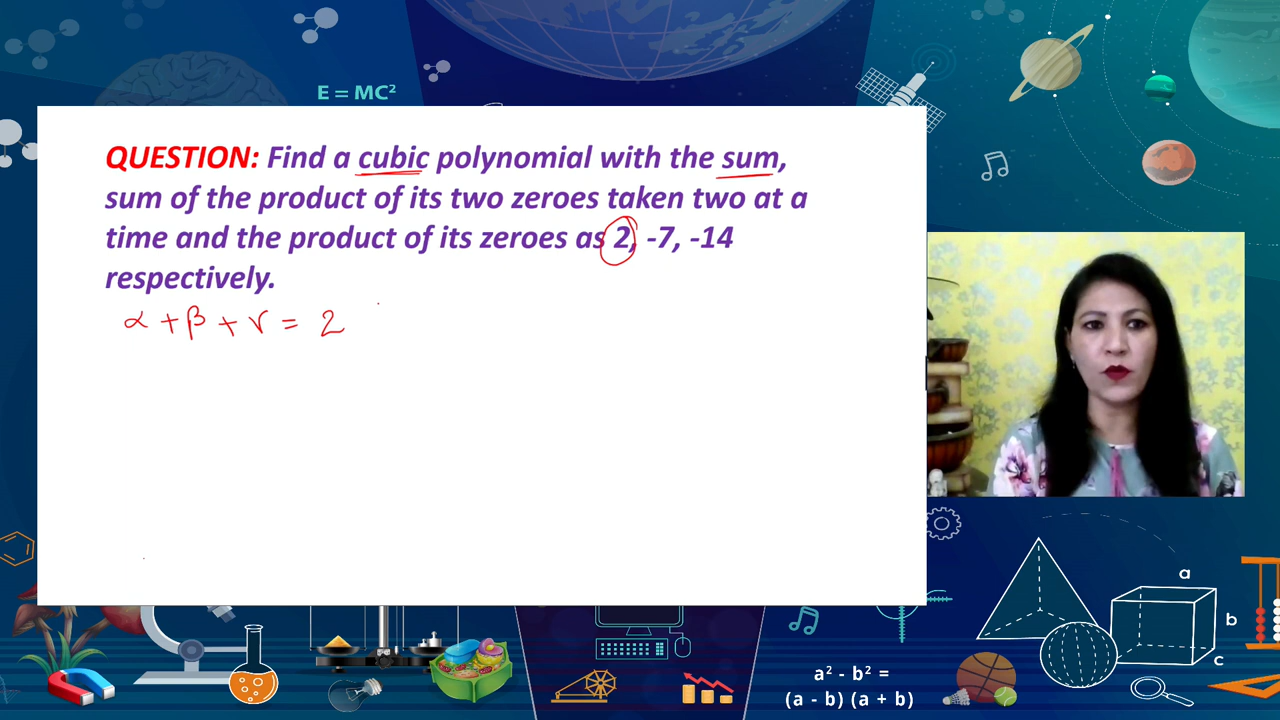 E = MC²
QUESTION: Find a cubic polynomial with the sum,
sum of the product of its two zeroes taken two at a
time and the product of its zeroes as 2, -7, -14
respectively.
α + β + γ = 2
a
b
c
a² - b² =
(a - b) (a + b)